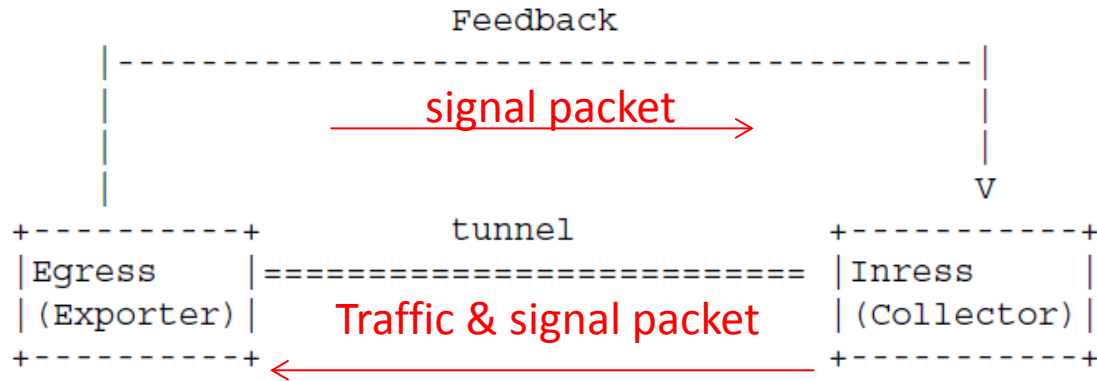 Feedback
|-----------------------------------------|
| signal packet |
| |
| V
+----------+ tunnel +-----------+
|Egress |========================== |Inress |
|(Exporter)| Traffic & signal packet |(Collector)|
+----------+ +-----------+